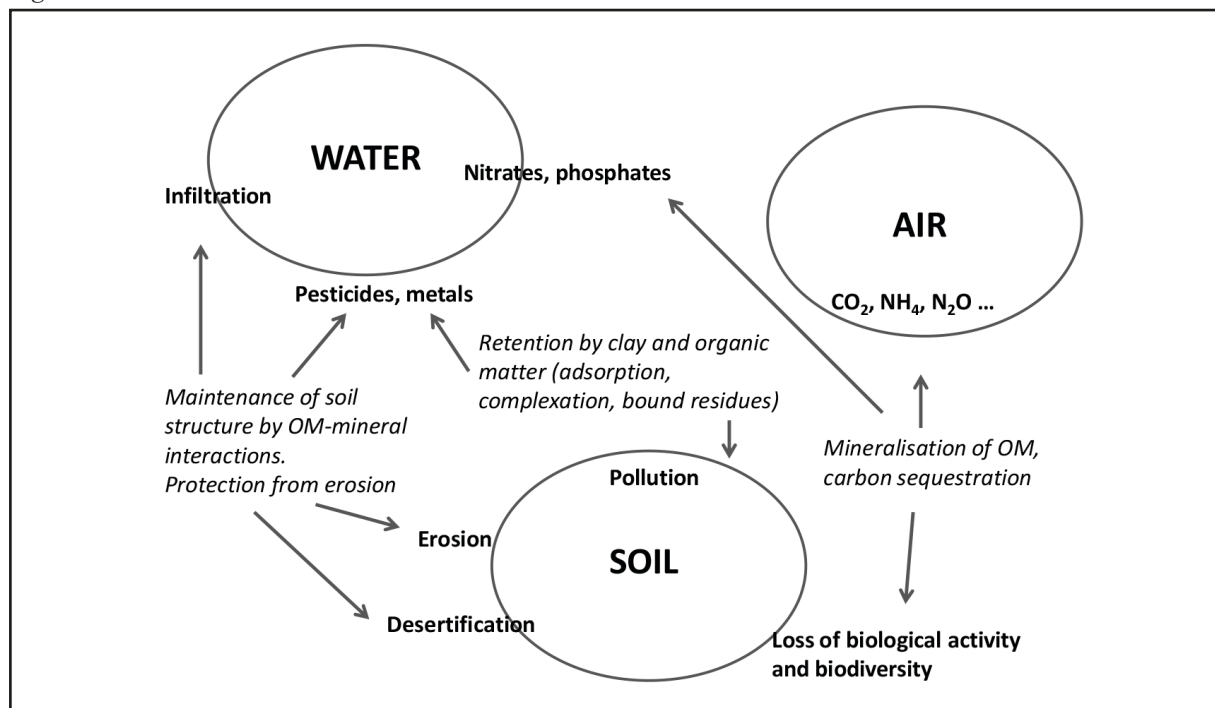 WATER
Nitrates, phosphates
Infiltration
AIR
CO₂, NH₄, N₂O ...
Pesticides, metals
Retention by clay and organic
matter (adsorption,
complexation, bound residues)
Maintenance of soil
structure by OM-mineral
interactions.
Protection from erosion
Mineralisation of OM,
carbon sequestration
Pollution
Erosion
SOIL
Desertification
Loss of biological activity
and biodiversity